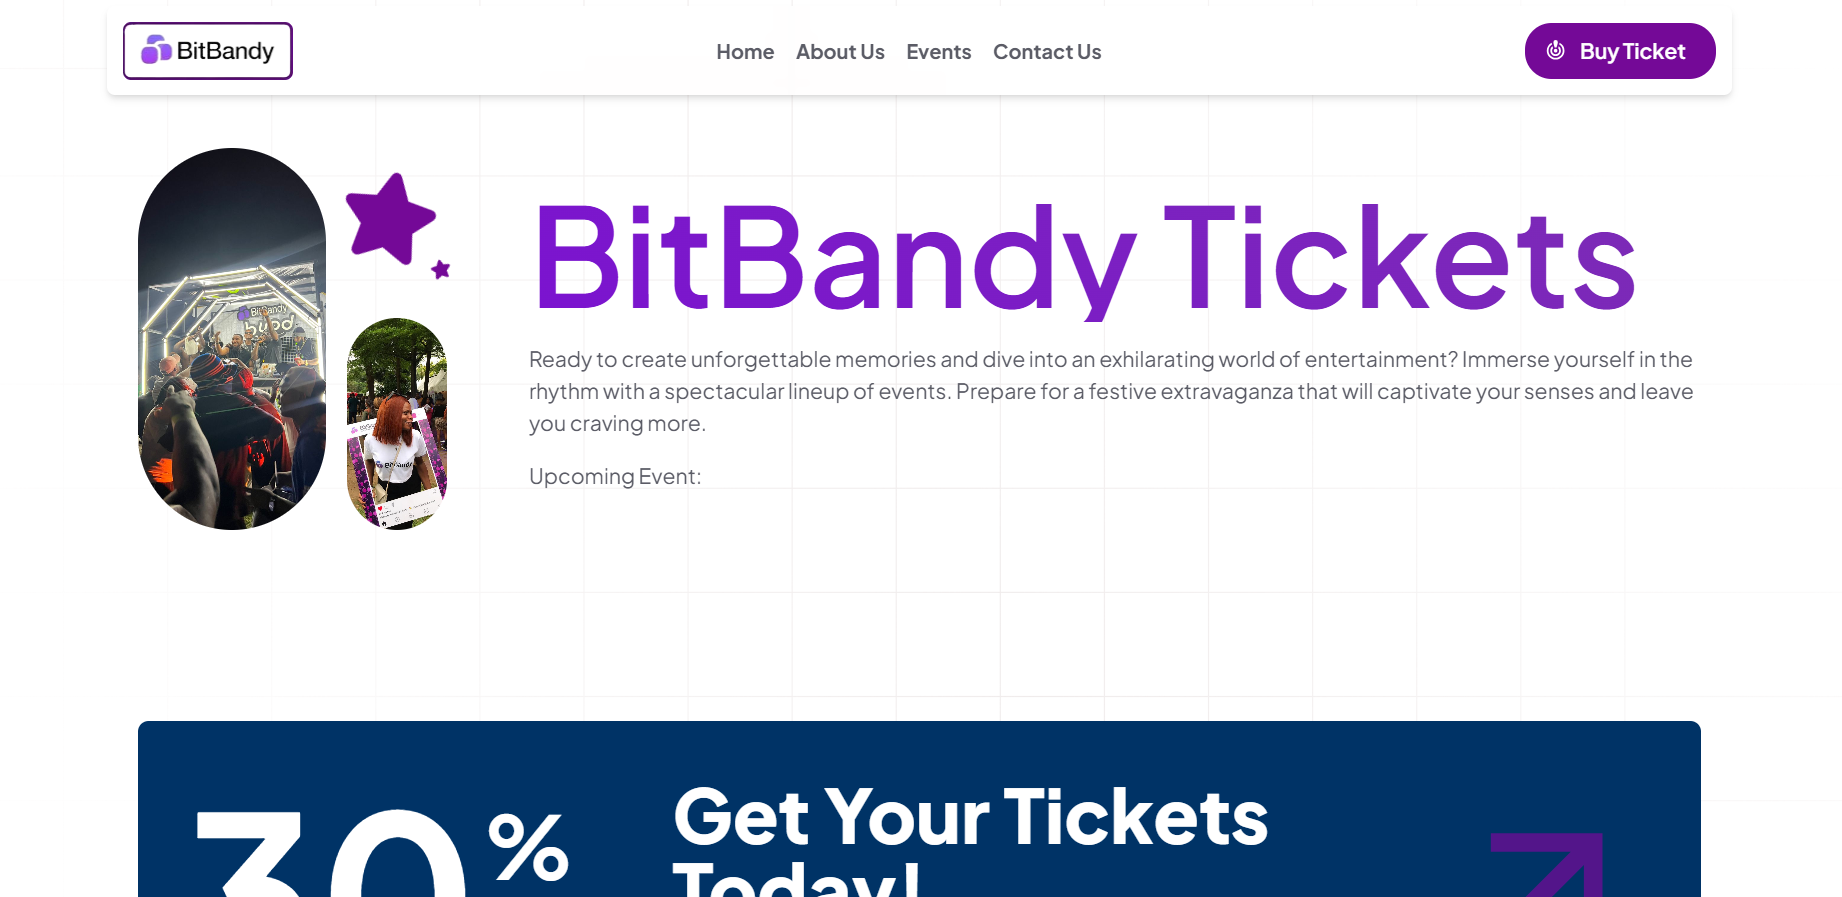 BitBandy
Home
About Us
Events
Contact Us
Buy Ticket
BitBandy
BitBandy Tickets
Ready to create unforgettable memories and dive into an exhilarating world of entertainment? Immerse yourself in the
rhythm with a spectacular lineup of events. Prepare for a festive extravaganza that will captivate your senses and leave
you craving more.
Upcoming Event:
30%
Get Your Tickets
Today!